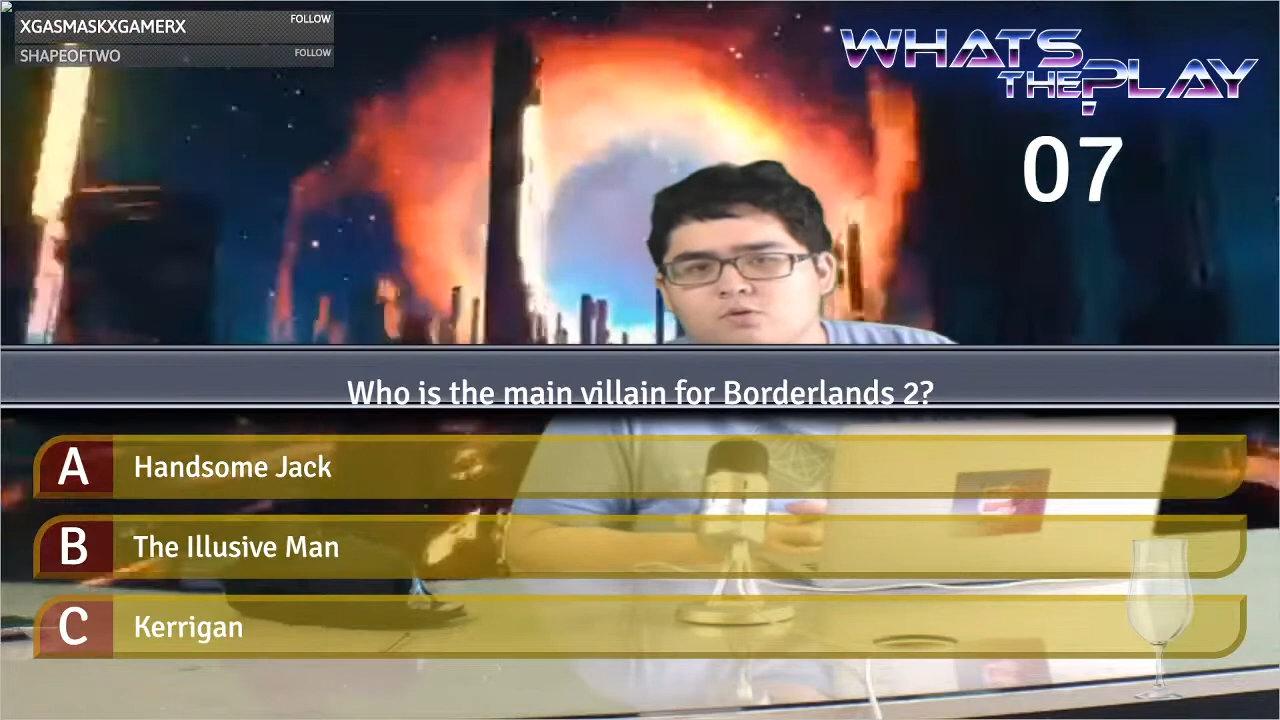 XGASMASKXGAMERX FOLLOW
SHAPEOFTWO FOLLOW
WHATS
THE PLAY?
07
Who is the main villain for Borderlands 2?
A Handsome Jack
B The Illusive Man
C Kerrigan